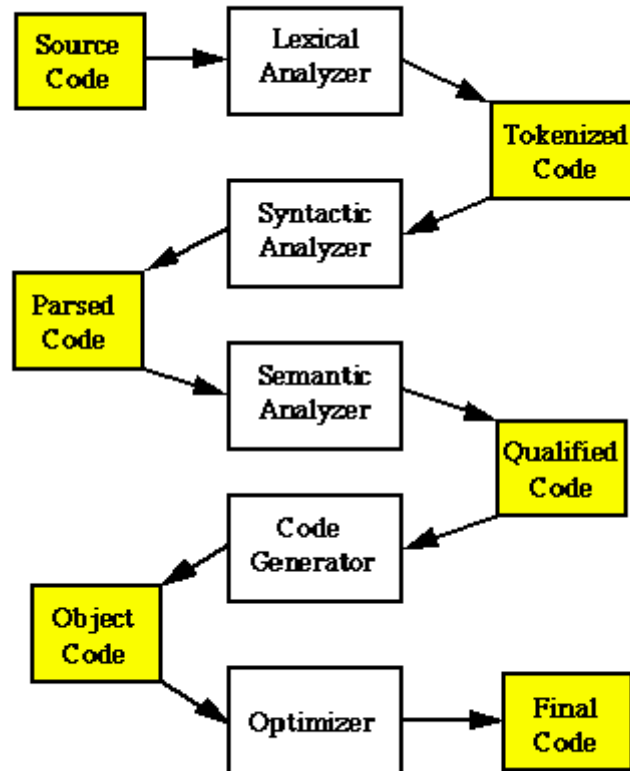 Source
Code
Lexical
Analyzer
Tokenized
Code
Syntactic
Analyzer
Parsed
Code
Semantic
Analyzer
Qualified
Code
Code
Generator
Object
Code
Optimizer
Final
Code